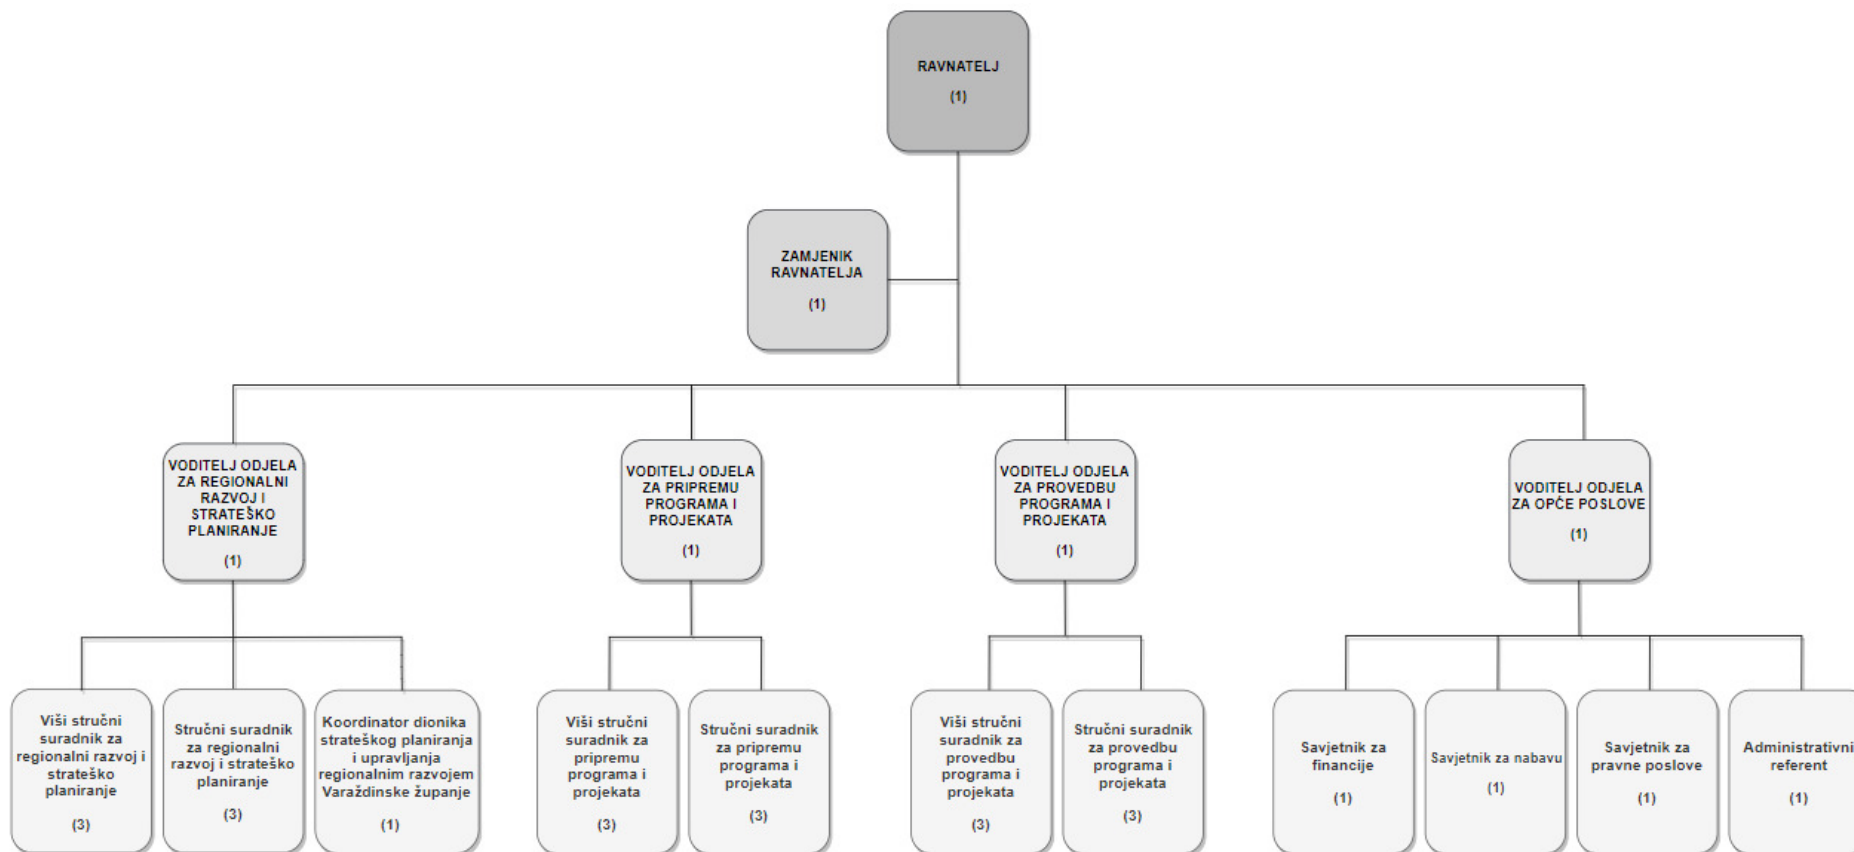 RAVNATELJ
(1)
ZAMJENIK
RAVNATELJA
(1)
VODITELJ ODJELA
ZA REGIONALNI
RAZVOJ I
STRATEŠKO
PLANIRANJE
(1)
VODITELJ ODJELA
ZA PRIPREMU
PROGRAMA I
PROJEKATA
(1)
VODITELJ ODJELA
ZA PROVEDBU
PROGRAMA I
PROJEKATA
(1)
VODITELJ ODJELA
ZA OPĆE POSLOVE
(1)
Viši stručni
suradnik za
regionalni razvoj i
strateško
planiranje
(3)
Stručni suradnik
za regionalni
razvoj i strateško
planiranje
(3)
Koordinator dionika
strateškog planiranja
i upravljanja
regionalnim razvojem
Varaždinske županje
(1)
Viši stručni
suradnik za
pripremu
programa i
projekata
(3)
Stručni suradnik
za pripremu
programa i
projekata
(3)
Viši stručni
suradnik za
provedbu
programa i
projekata
(3)
Stručni suradnik
za provedbu
programa i
projekata
(3)
Savjetnik za
financije
(1)
Savjetnik za nabavu
(1)
Savjetnik za
pravne poslove
(1)
Administrativni
referent
(1)